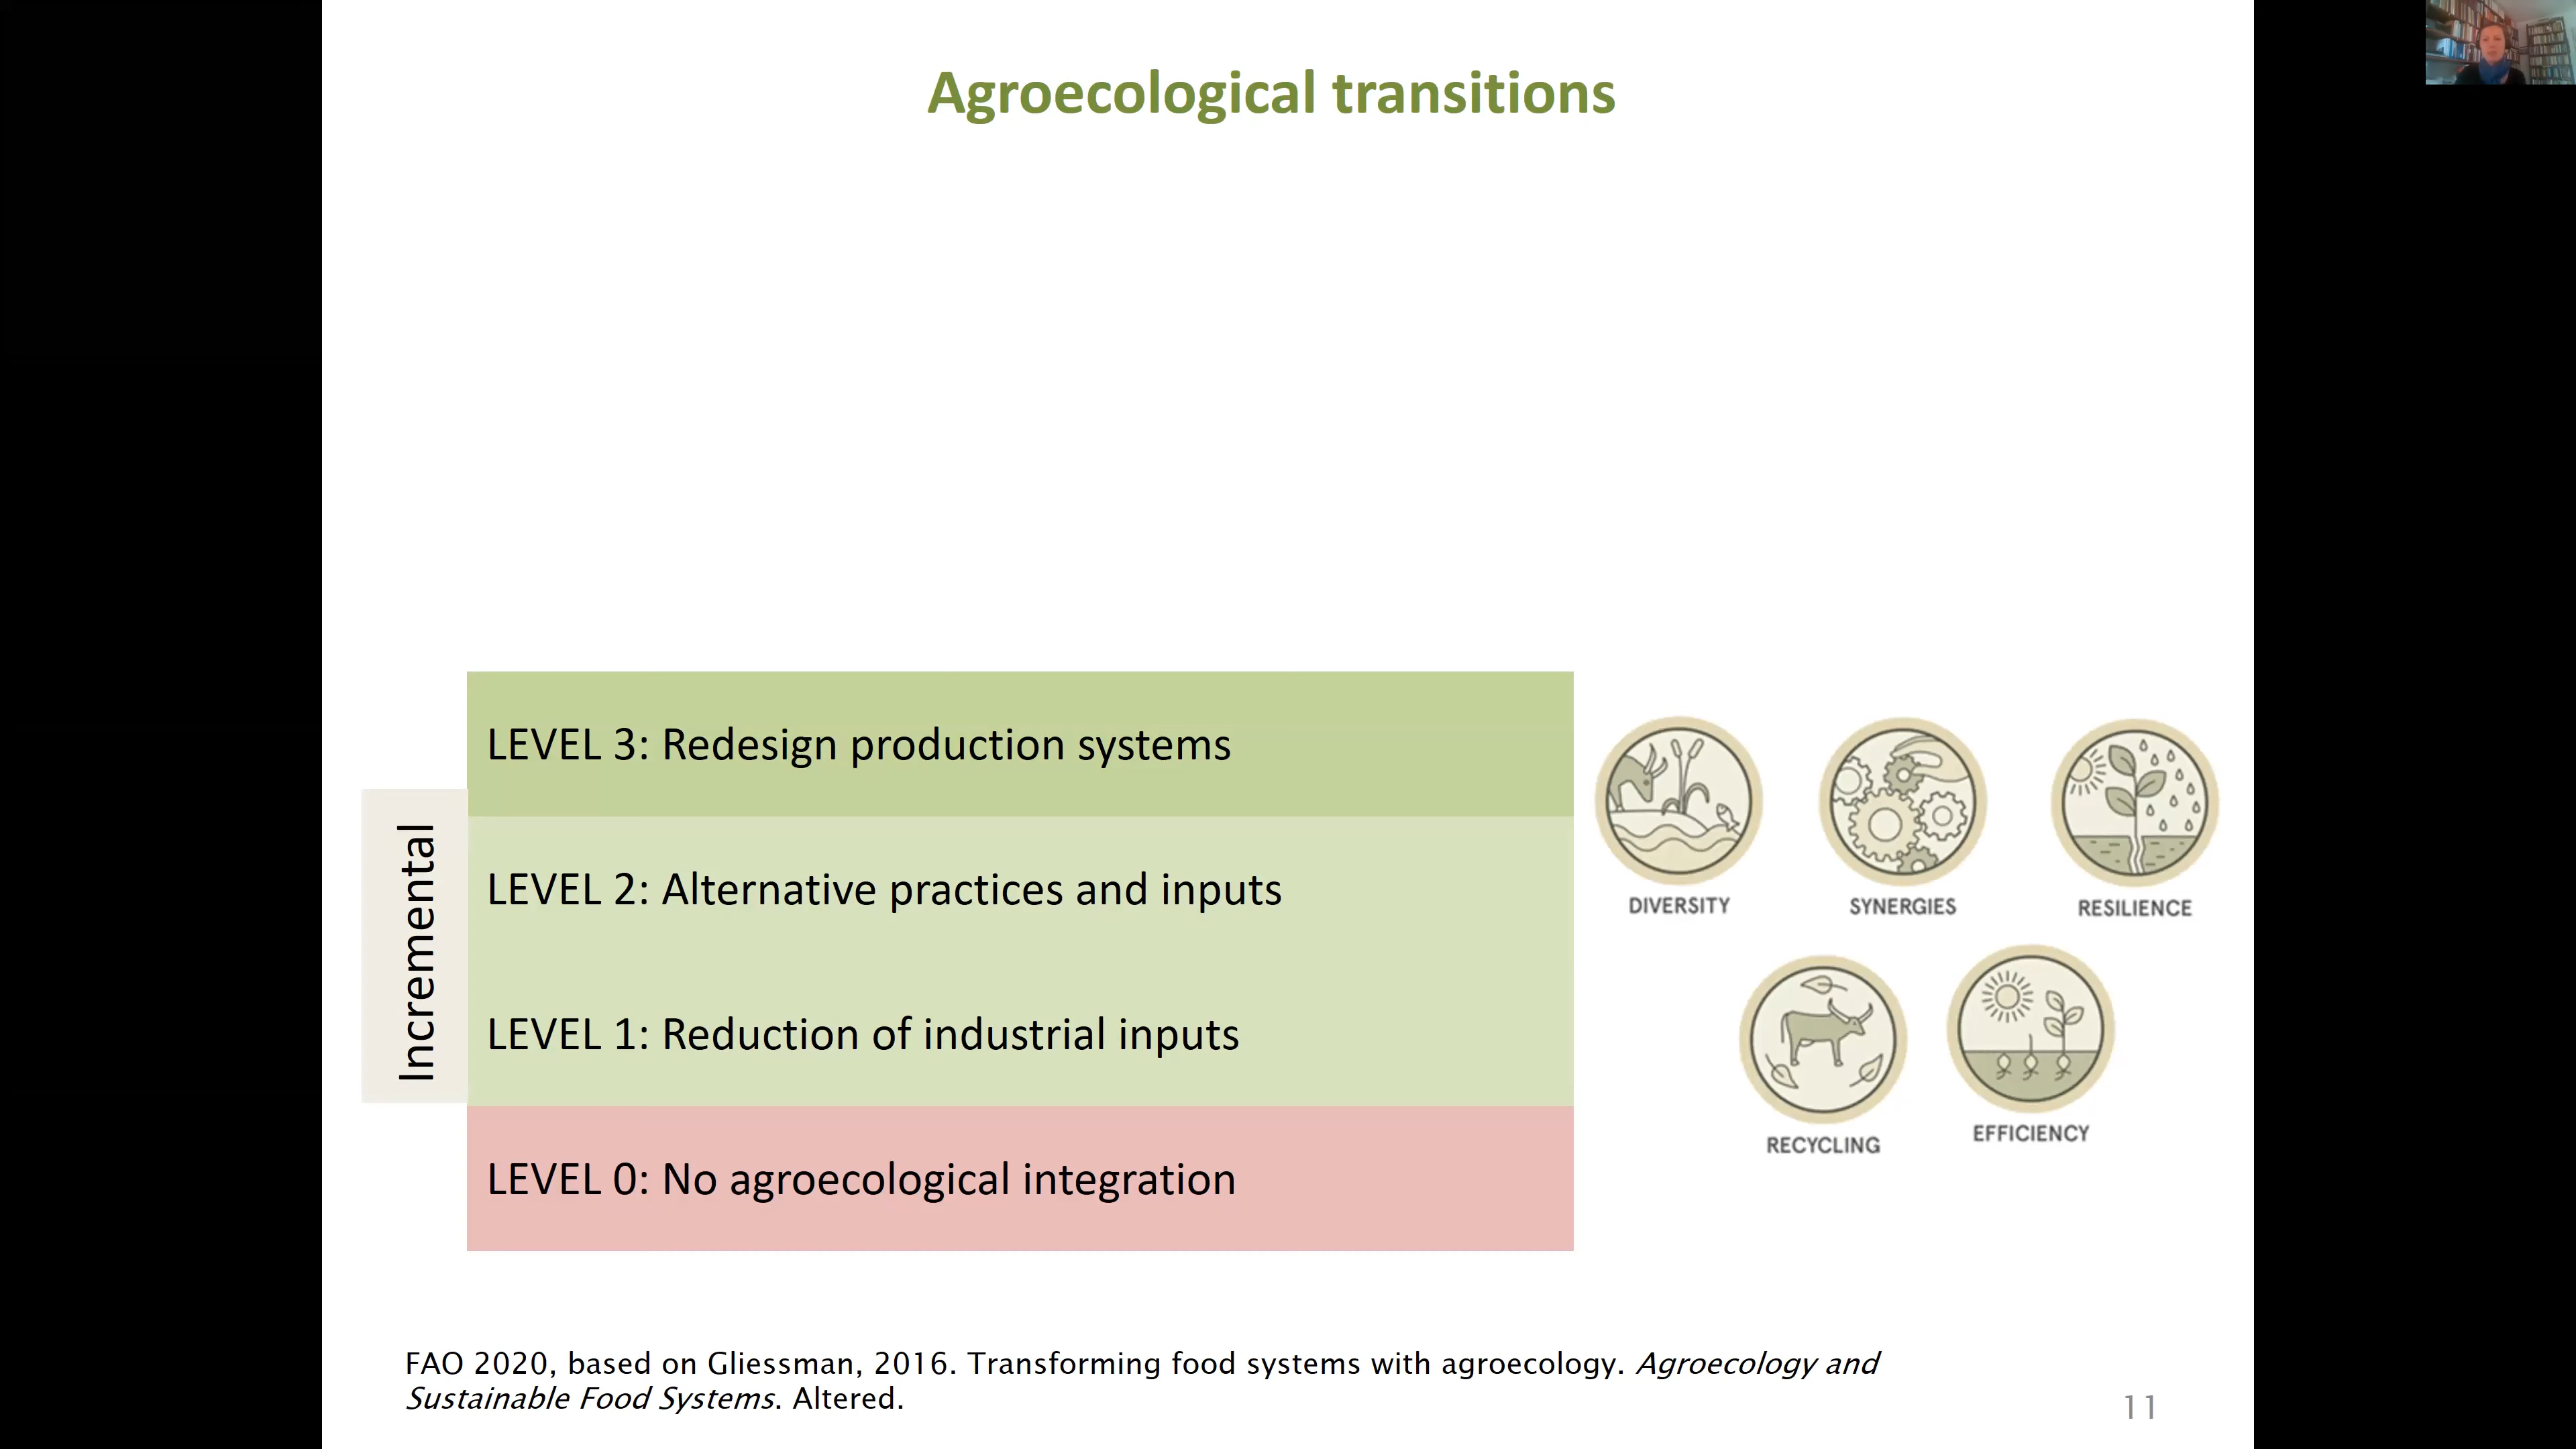 Agroecological transitions
LEVEL 3: Redesign production systems
Incremental
LEVEL 2: Alternative practices and inputs
LEVEL 1: Reduction of industrial inputs
LEVEL 0: No agroecological integration
DIVERSITY
SYNERGIES
RESILIENCE
RECYCLING
EFFICIENCY
FAO 2020, based on Gliessman, 2016. Transforming food systems with agroecology. Agroecology and
Sustainable Food Systems. Altered.
11